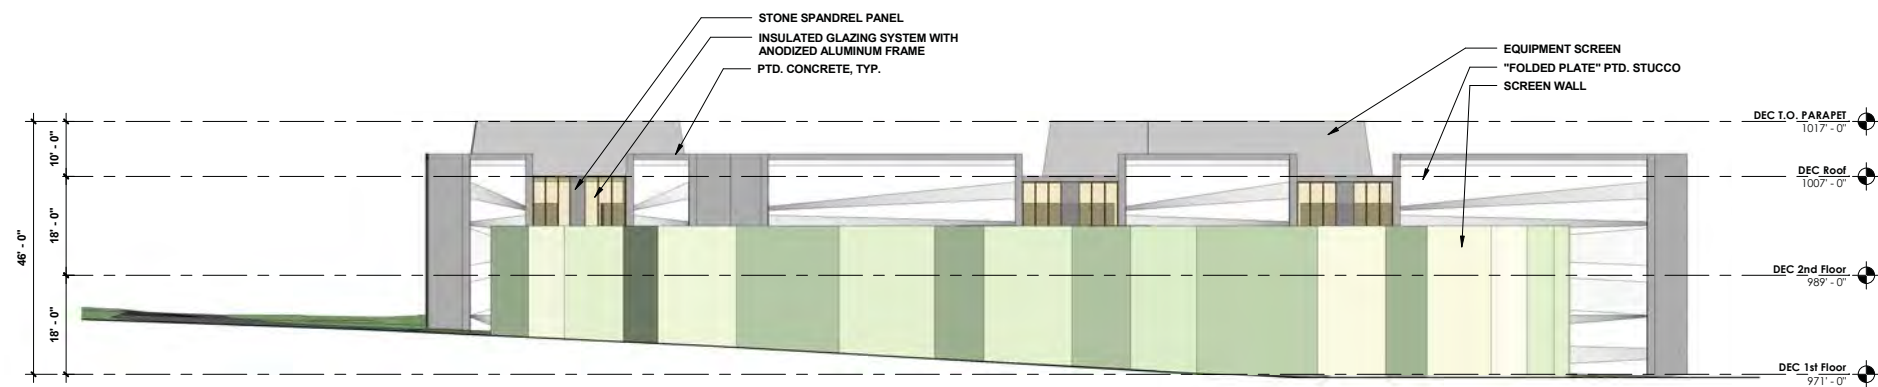 STONE SPANDREL PANEL
INSULATED GLAZING SYSTEM WITH
ANODIZED ALUMINUM FRAME
PTD. CONCRETE, TYP.
EQUIPMENT SCREEN
"FOLDED PLATE" PTD. STUCCO
SCREEN WALL
DEC T.O. PARAPET
1017' - 0"
DEC Roof
1007' - 0"
DEC 2nd Floor
989' - 0"
DEC 1st Floor
971' - 0"
46' - 0"
10' - 0"
18' - 0"
18' - 0"